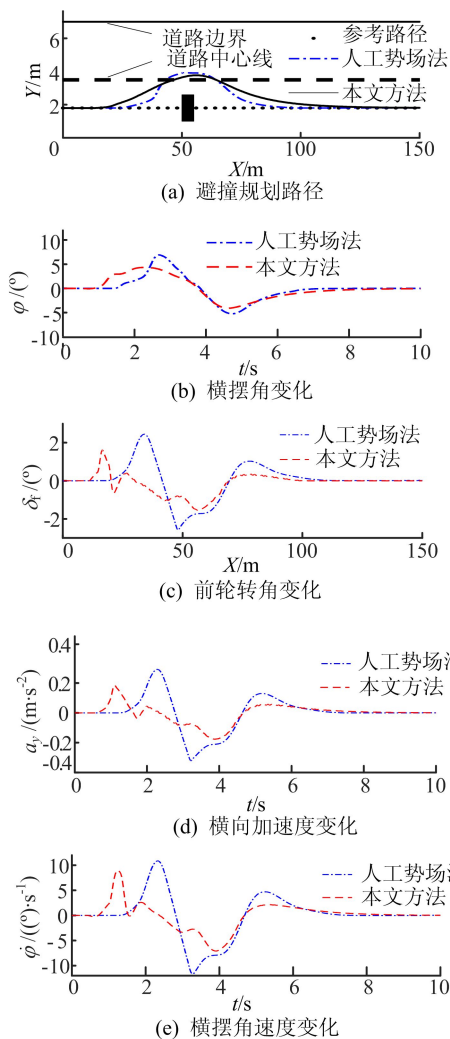 道路边界
参考路径
道路中心线
人工势场法
本文方法
Y/m
6
4
2
0
50
100
150
X/m
(a) 避撞规划路径
人工势场法
本文方法
φ/(º)
10
5
0
-5
-10
0
2
4
6
8
10
t/s
(b) 横摆角变化
人工势场法
本文方法
δf/(º)
2
0
-2
0
50
100
150
X/m
(c) 前轮转角变化
人工势场法
本文方法
ay/(m·s⁻²)
0.4
0.2
0
-0.2
-0.4
0
2
4
6
8
10
t/s
(d) 横向加速度变化
人工势场法
本文方法
φ̇/((º)·s⁻¹)
10
5
0
-5
-10
0
2
4
6
8
10
t/s
(e) 横摆角速度变化